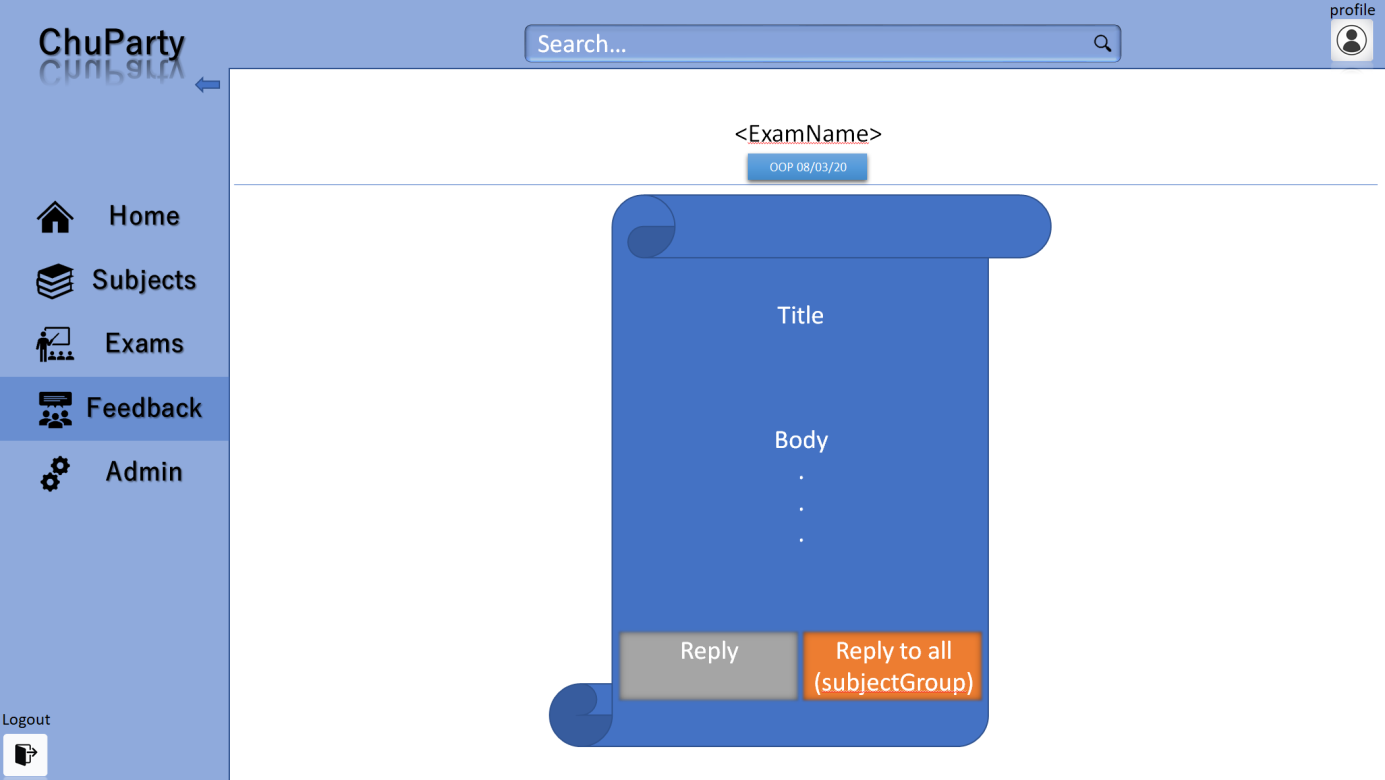 profile
ChuParty
Search...
<ExamName>
OOP 08/03/20
Home
Subjects
Exams
Feedback
Admin
Title
Body
.
.
.
Reply
Reply to all
(subjectGroup)
Logout